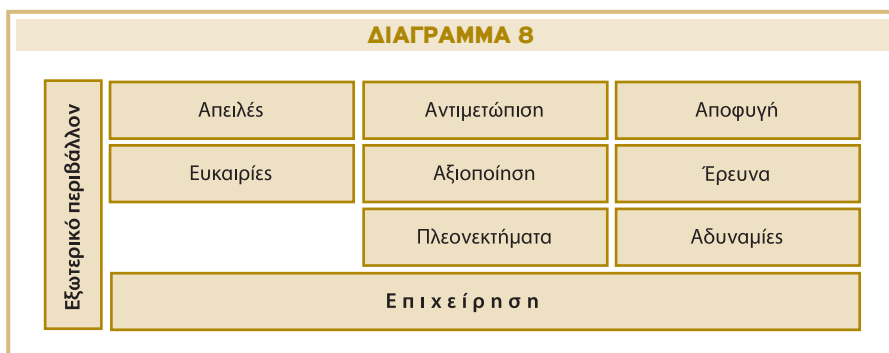 ΔΙΑΓΡΑΜΜΑ 8
Εξωτερικό περιβάλλον
Απειλές Αντιμετώπιση Αποφυγή
Ευκαιρίες Αξιοποίηση Έρευνα
Πλεονεκτήματα Αδυναμίες
Επιχείρηση